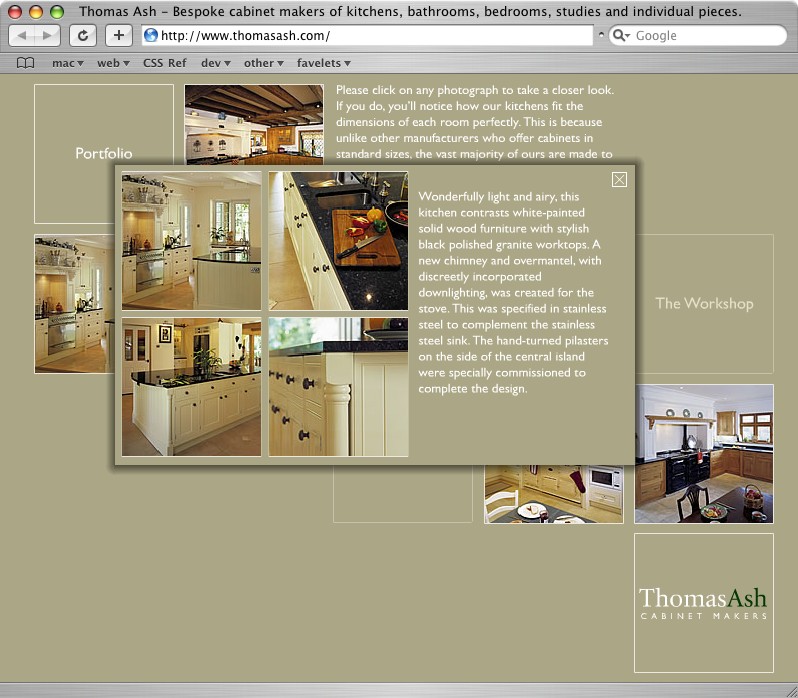 Thomas Ash – Bespoke cabinet makers of kitchens, bathrooms, bedrooms, studies and individual pieces.
http://www.thomasash.com/
Google
mac web CSS Ref dev other favelets
Portfolio
Please click on any photograph to take a closer look.
If you do, you'll notice how our kitchens fit the
dimensions of each room perfectly. This is because
unlike other manufacturers who offer cabinets in
standard sizes, the vast majority of ours are made to
Wonderfully light and airy, this
kitchen contrasts white-painted
solid wood furniture with stylish
black polished granite worktops. A
new chimney and overmantel, with
discreetly incorporated
downlighting, was created for the
stove. This was specified in stainless
steel to complement the stainless
steel sink. The hand-turned pilasters
on the side of the central island
were specially commissioned to
complete the design.
The Workshop
ThomasAsh
CABINET MAKERS